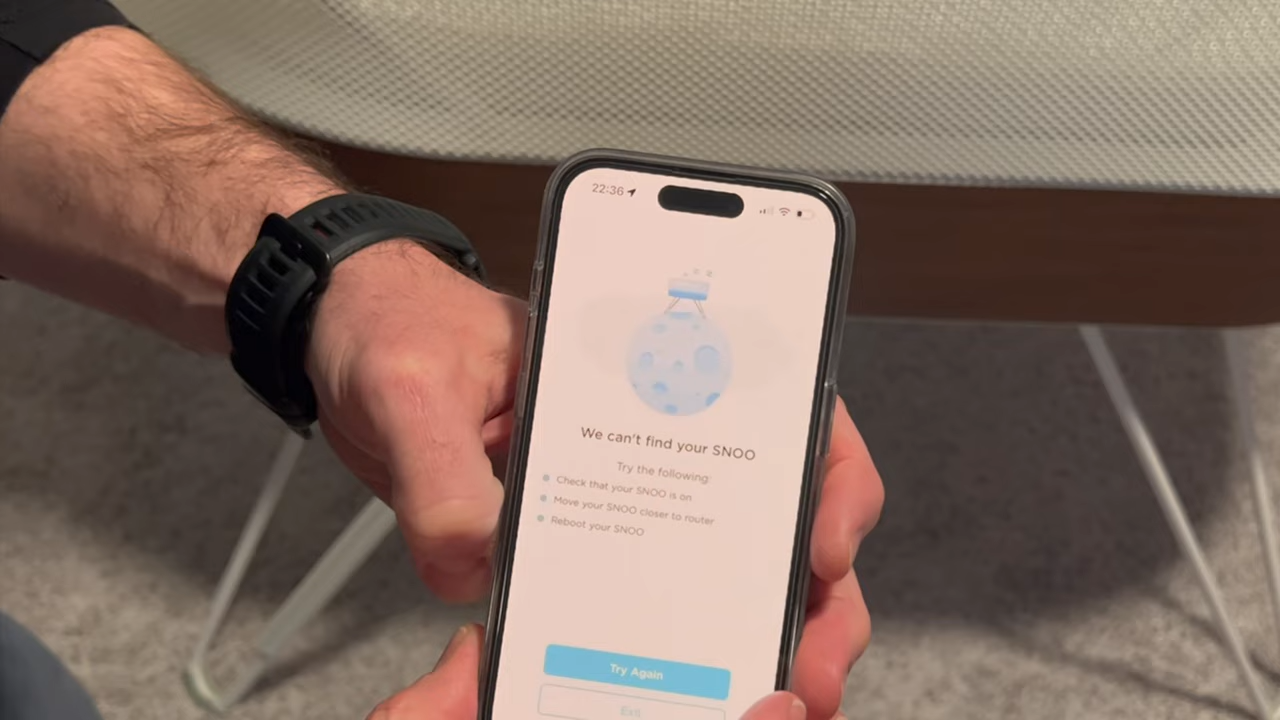 22:36
We can't find your SNOO
Try the following:
Check that your SNOO is on
Move your SNOO closer to router
Reboot your SNOO
Try Again
Exit